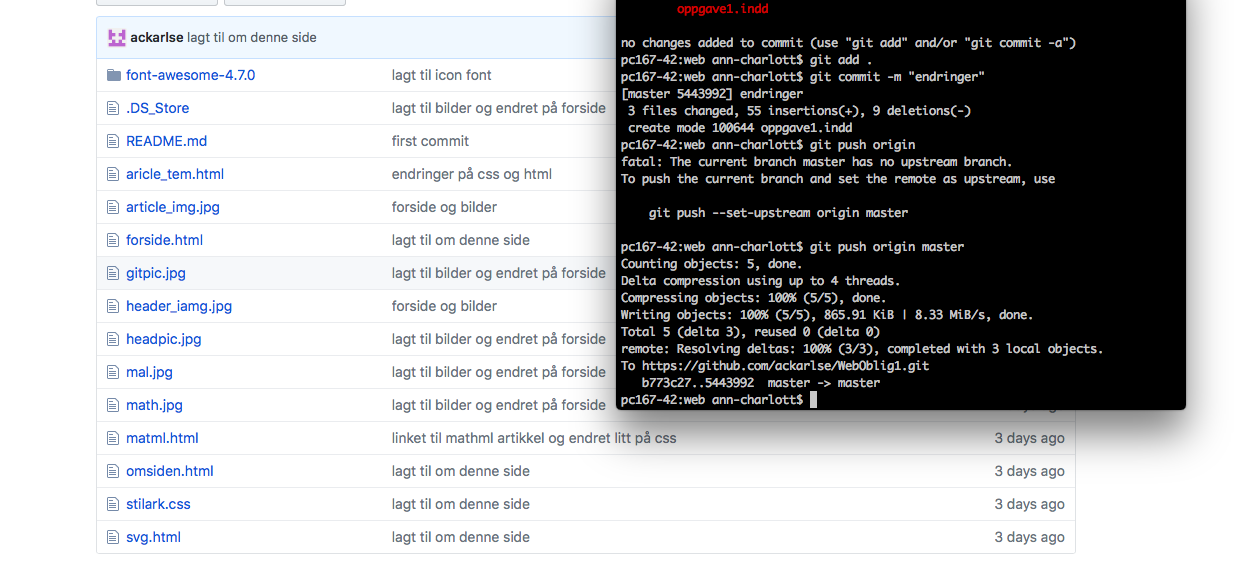 ackarlse lagt til om denne side
font-awesome-4.7.0 lagt til icon font
.DS_Store lagt til bilder og endret på forside
README.md first commit
aricle_tem.html endringer på css og html
article_img.jpg forside og bilder
forside.html lagt til om denne side
gitpic.jpg lagt til bilder og endret på forside
header_iamg.jpg forside og bilder
headpic.jpg lagt til bilder og endret på forside
mal.jpg lagt til bilder og endret på forside
math.jpg lagt til bilder og endret på forside
matml.html linket til mathml artikkel og endret litt på css 3 days ago
omsiden.html lagt til om denne side 3 days ago
stilark.css lagt til om denne side 3 days ago
svg.html lagt til om denne side 3 days ago
oppgave1.indd
no changes added to commit (use "git add" and/or "git commit -a")
pc167-42:web ann-charlott$ git add .
pc167-42:web ann-charlott$ git commit -m "endringer"
[master 5443992] endringer
3 files changed, 55 insertions(+), 9 deletions(-)
create mode 100644 oppgave1.indd
pc167-42:web ann-charlott$ git push origin
fatal: The current branch master has no upstream branch.
To push the current branch and set the remote as upstream, use
git push --set-upstream origin master
pc167-42:web ann-charlott$ git push origin master
Counting objects: 5, done.
Delta compression using up to 4 threads.
Compressing objects: 100% (5/5), done.
Writing objects: 100% (5/5), 865.91 KiB | 8.33 MiB/s, done.
Total 5 (delta 3), reused 0 (delta 0)
remote: Resolving deltas: 100% (3/3), completed with 3 local objects.
To https://github.com/ackarlse/WebOblig1.git
b773c27..5443992 master -> master
pc167-42:web ann-charlott$